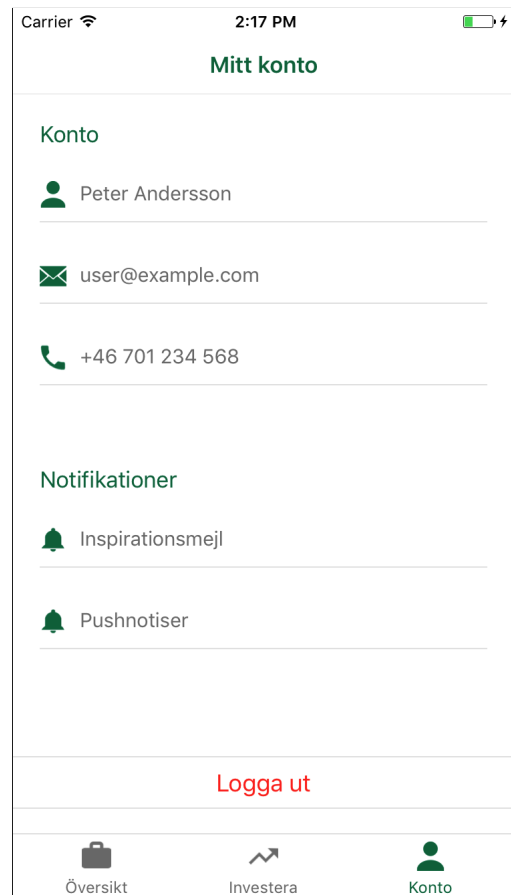 Carrier 2:17 PM
Mitt konto
Konto
Peter Andersson
user@example.com
+46 701 234 568
Notifikationer
Inspirationsmejl
Pushnotiser
Logga ut
Översikt Investera Konto